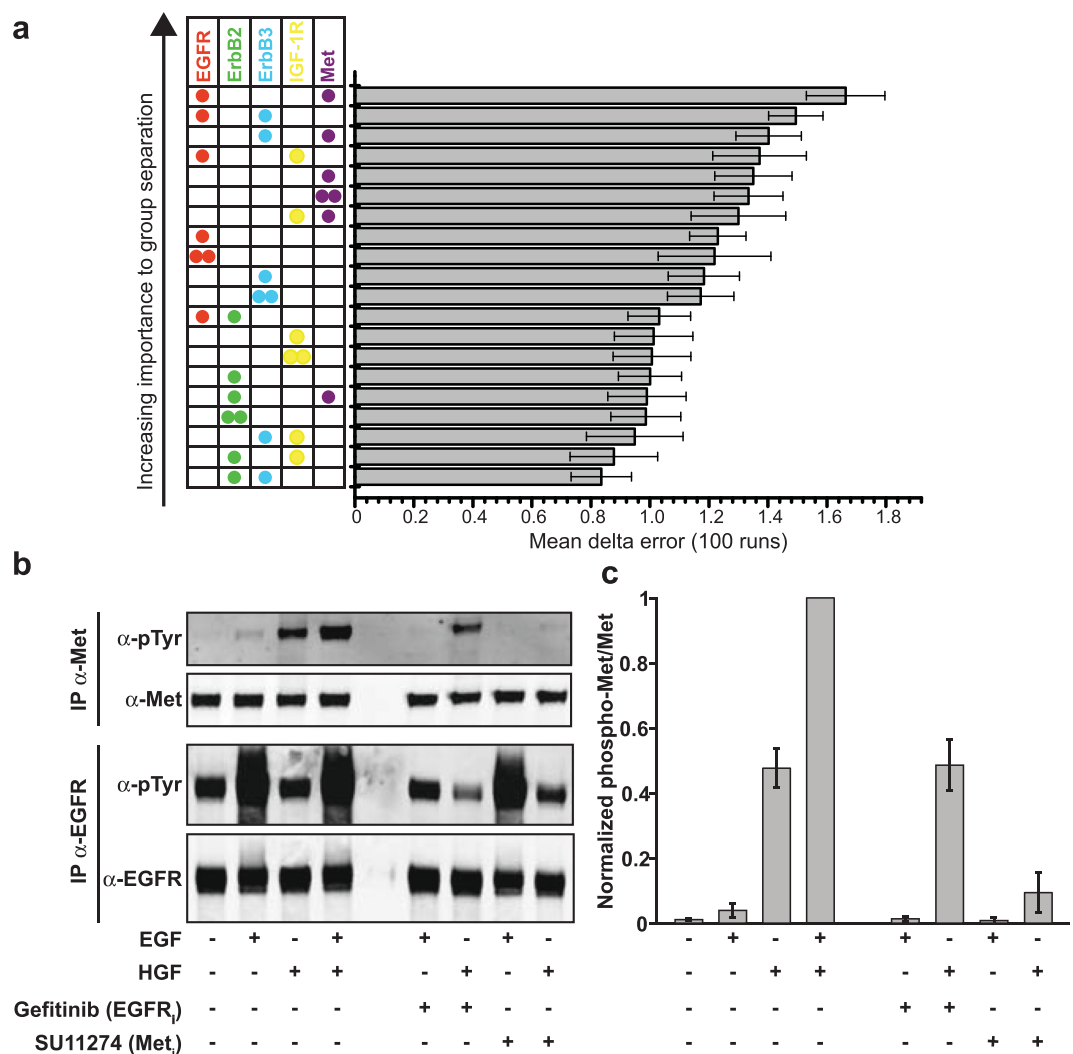 a
Increasing importance to group separation
EGFR
ErbB2
ErbB3
IGF-1R
Met
0 0.2 0.4 0.6 0.8 1.0 1.2 1.4 1.6 1.8
Mean delta error (100 runs)
b
IP α-Met
α-pTyr
α-Met
IP α-EGFR
α-pTyr
α-EGFR
EGF - + - + + - + -
HGF - - + + - + - +
Gefitinib (EGFRi) - - - - + + - -
SU11274 (Meti) - - - - - - + +
c
Normalized phospho-Met/Met
1
0.8
0.6
0.4
0.2
0
- + - + + - + -
- - + + - + - +
- - - - + + - -
- - - - - - + +